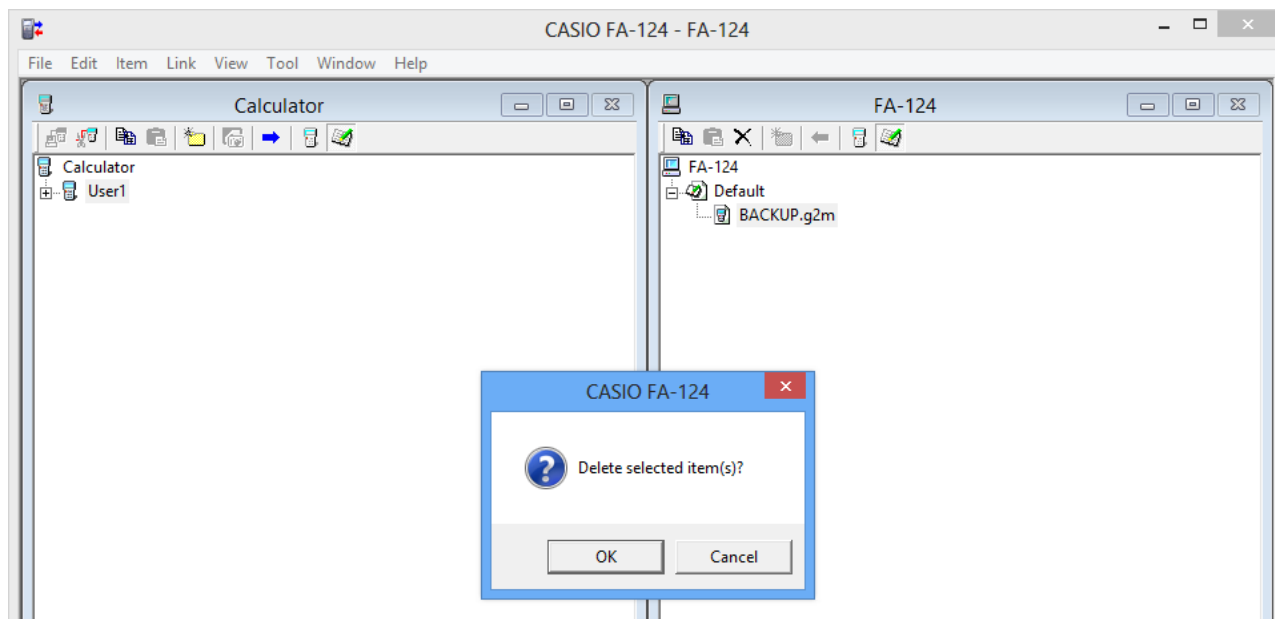 CASIO FA-124 - FA-124
File Edit Item Link View Tool Window Help
Calculator
Calculator
User1
FA-124
FA-124
Default
BACKUP.g2m
CASIO FA-124
Delete selected item(s)?
OK Cancel